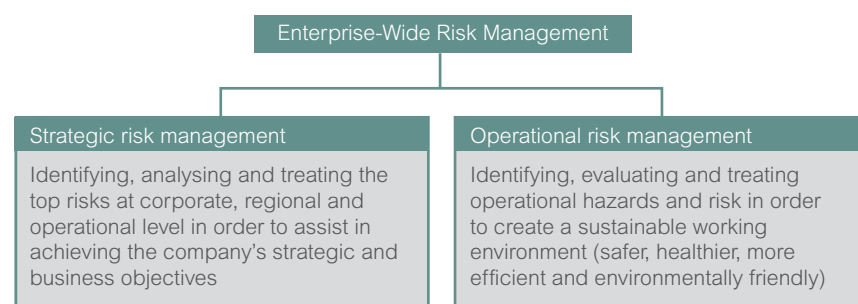 Enterprise-Wide Risk Management
Strategic risk management
Identifying, analysing and treating the
top risks at corporate, regional and
operational level in order to assist in
achieving the company's strategic and
business objectives
Operational risk management
Identifying, evaluating and treating
operational hazards and risk in order
to create a sustainable working
environment (safer, healthier, more
efficient and environmentally friendly)